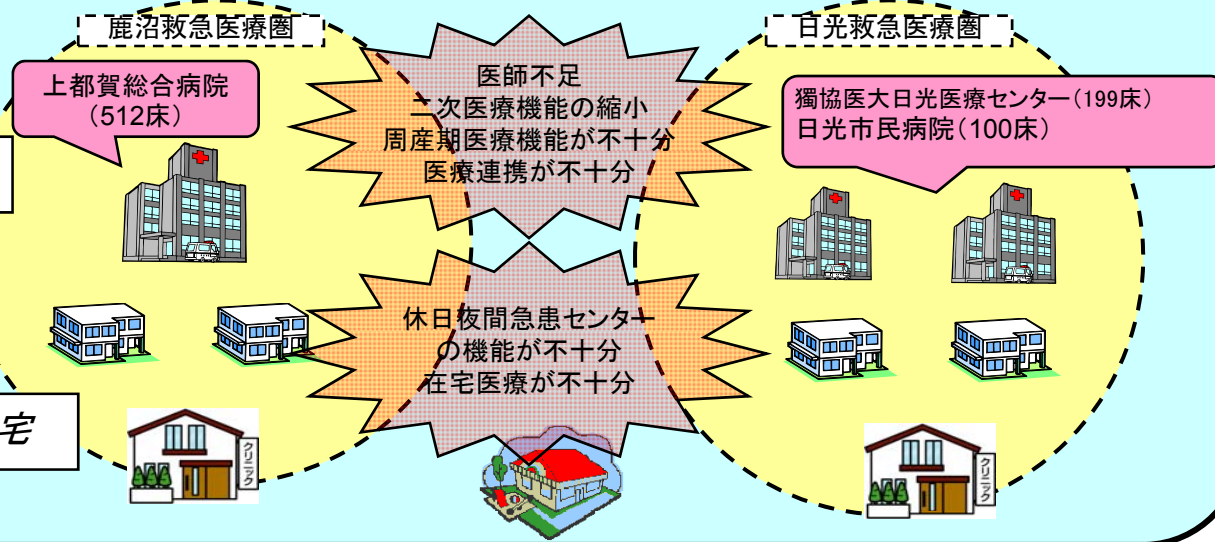 鹿沼救急医療圏
日光救急医療圏
上都賀総合病院
（512床）
医師不足
二次医療機能の縮小
周産期医療機能が不十分
医療連携が不十分
獨協医大日光医療センター（199床）
日光市民病院（100床）
休日夜間急患センター
の機能が不十分
在宅医療が不十分
宅
クリニック
クリニック